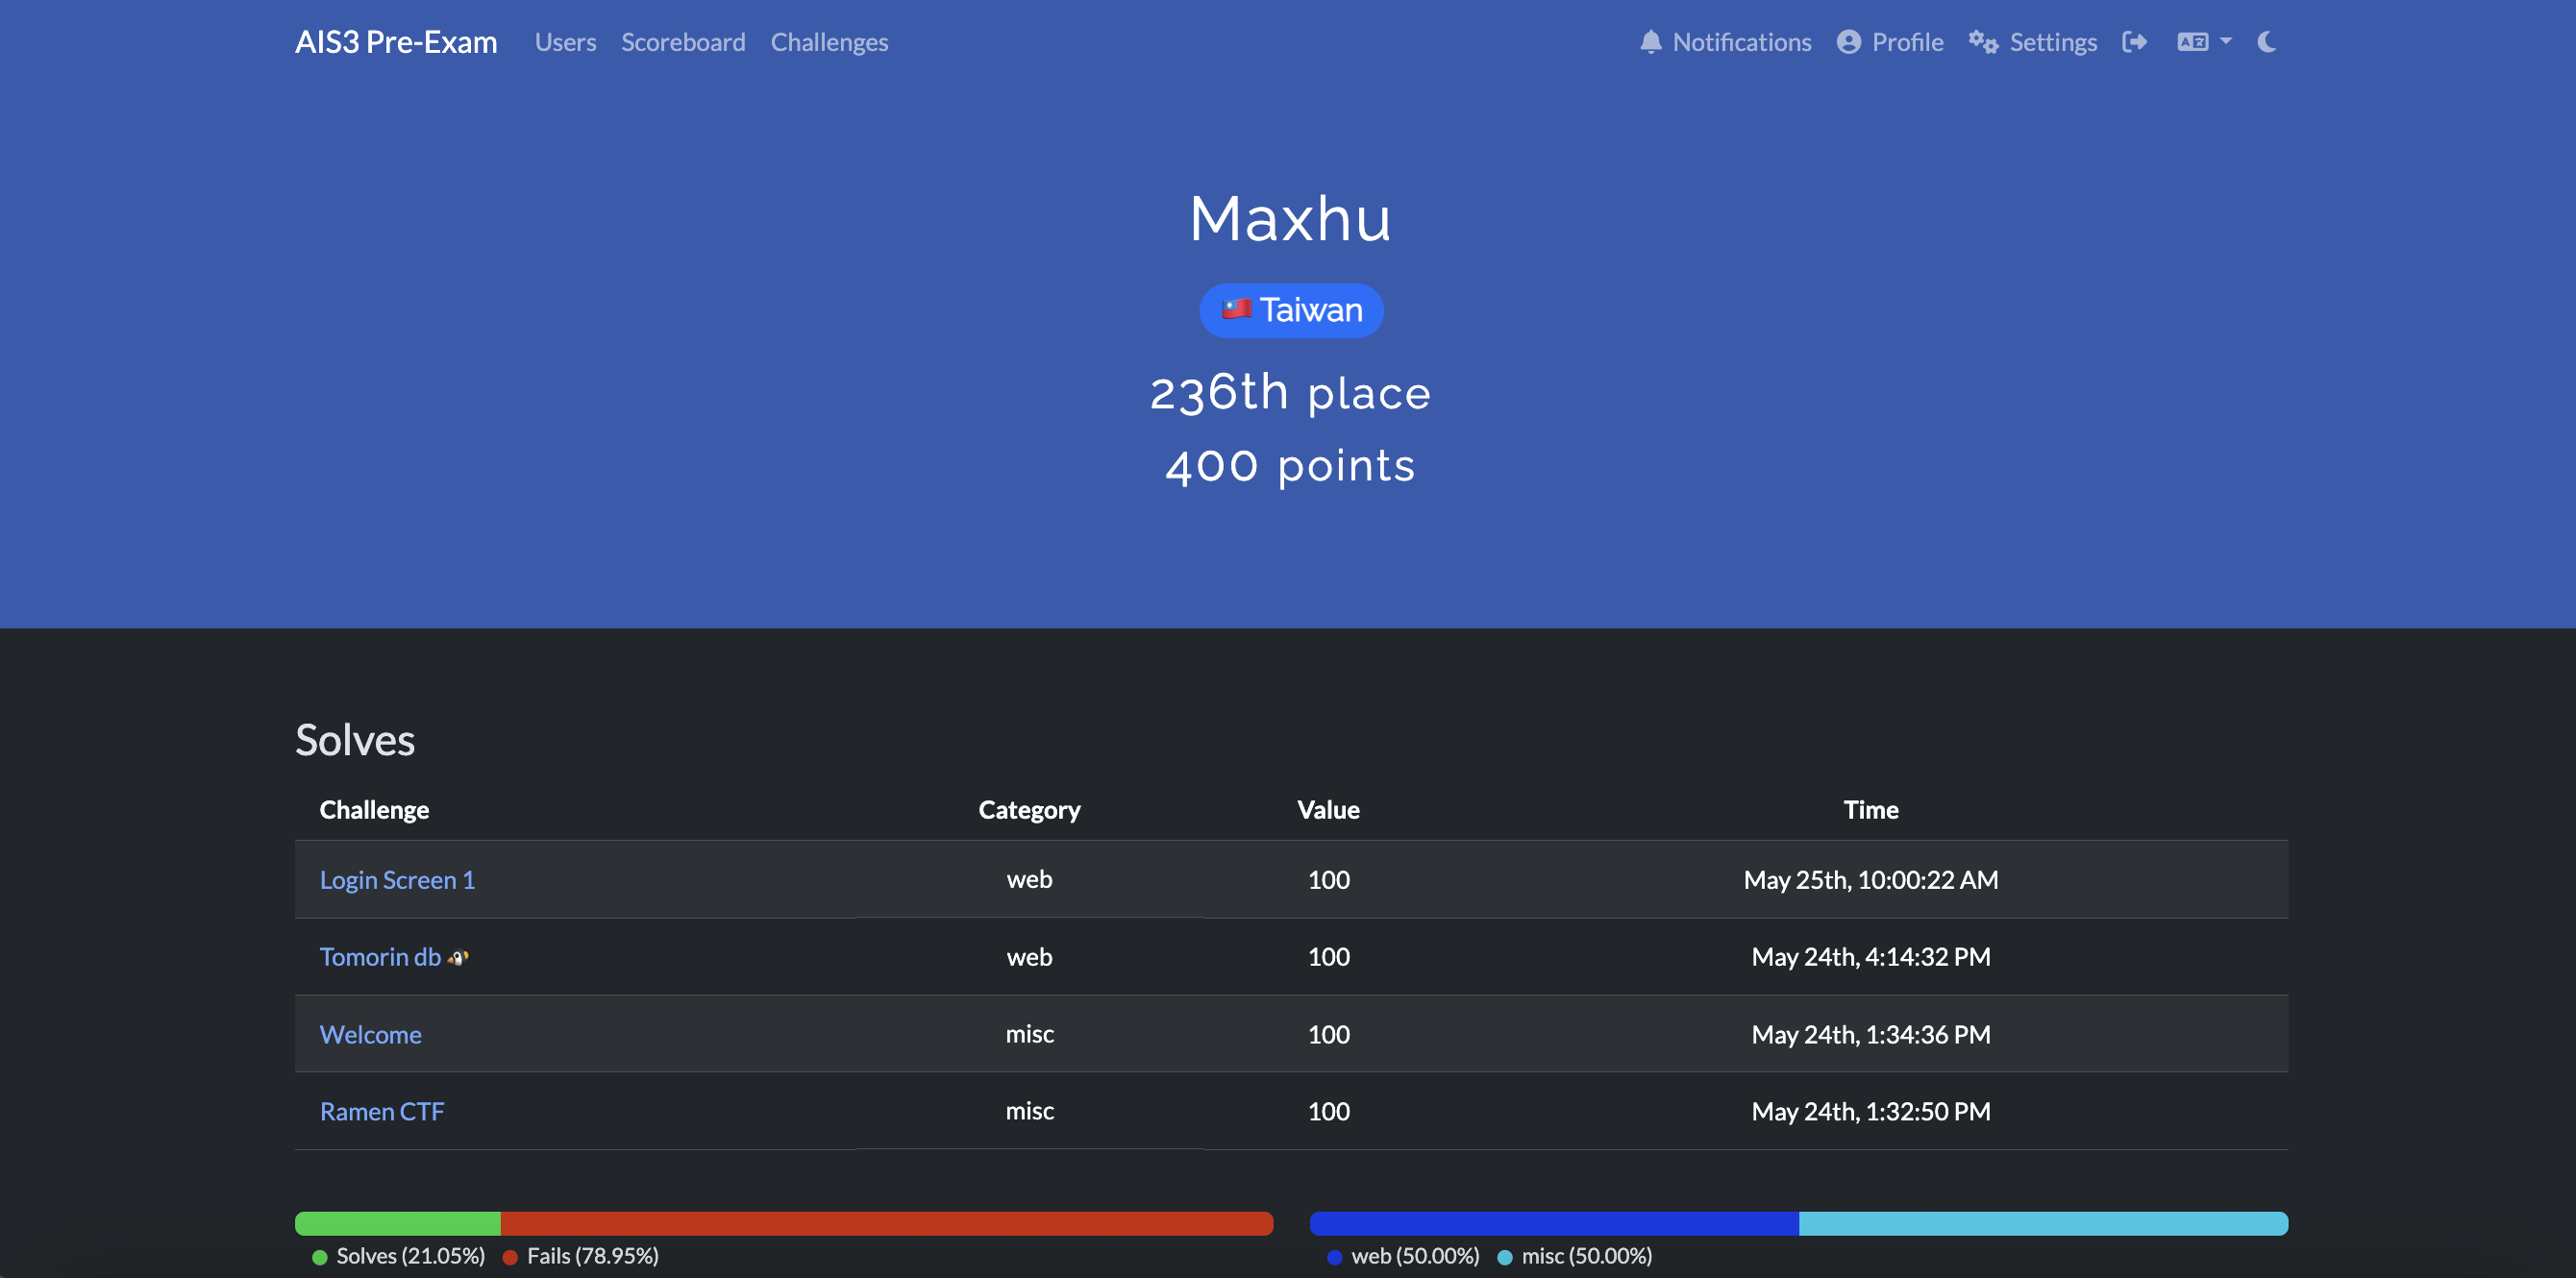 AIS3 Pre-Exam Users Scoreboard Challenges Notifications Profile Settings
Maxhu
🇹🇼 Taiwan
236th place
400 points
Solves
Challenge Category Value Time
Login Screen 1 web 100 May 25th, 10:00:22 AM
Tomorin db 🐧 web 100 May 24th, 4:14:32 PM
Welcome misc 100 May 24th, 1:34:36 PM
Ramen CTF misc 100 May 24th, 1:32:50 PM
Solves (21.05%) Fails (78.95%) web (50.00%) misc (50.00%)